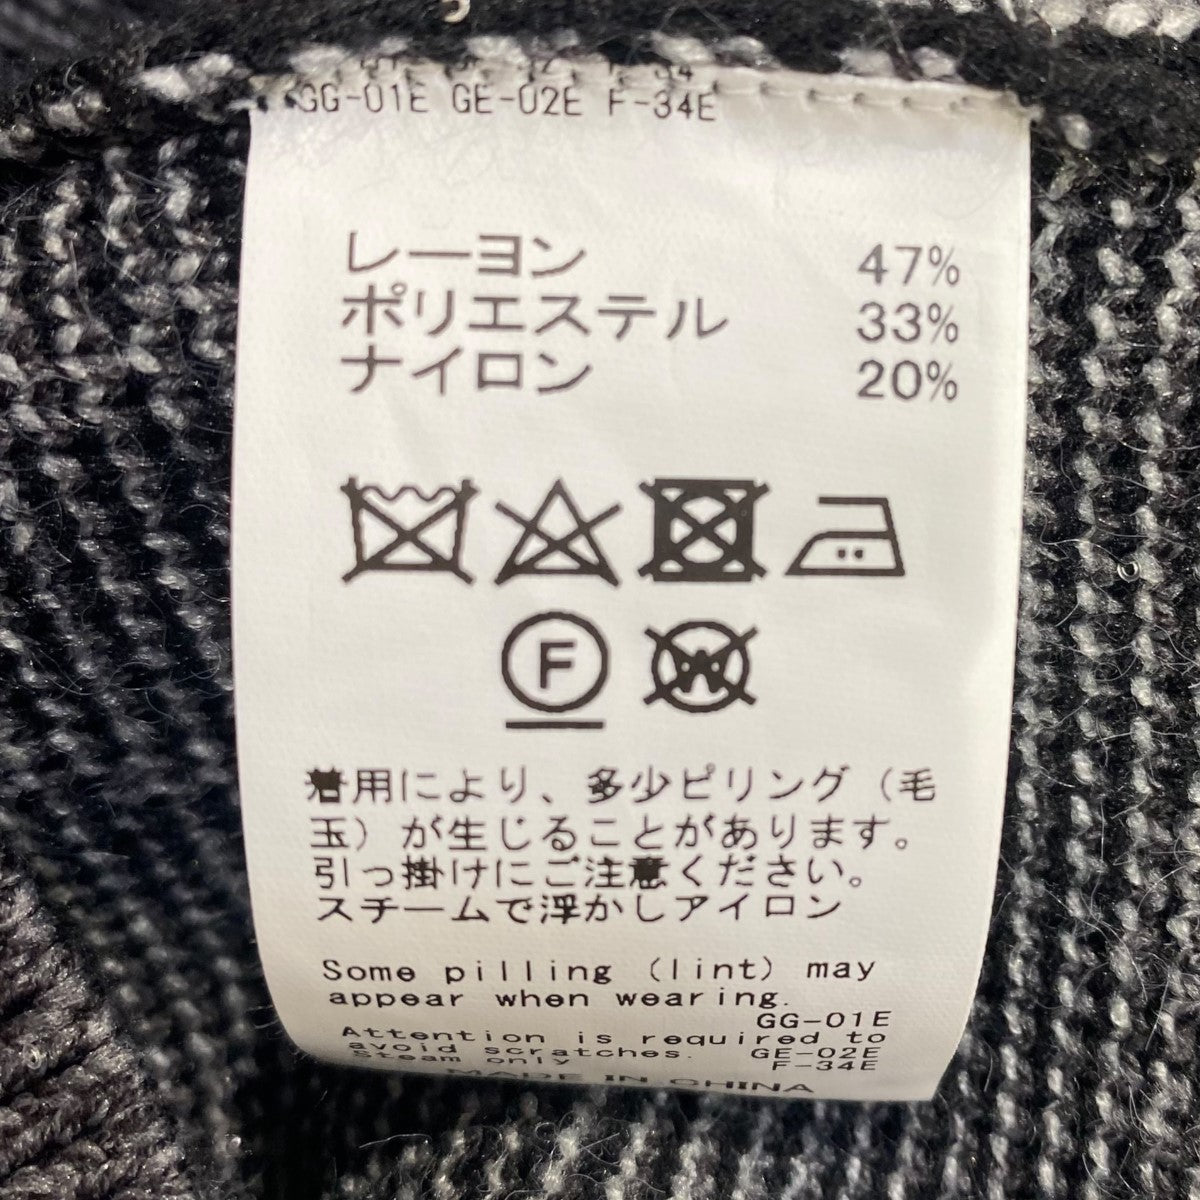 GG-01E GE-02E F-34E
レーヨン 47%
ポリエステル 33%
ナイロン 20%
F
W
着用により、多少ピリング（毛
玉）が生じることがあります。
引っ掛けにご注意ください。
スチームで浮かしアイロン
Some pilling (lint) may
appear when wearing.
GG-01E
Attention is required to
avoid scratches. GE-02E
Steam only F-34E
MADE IN CHINA